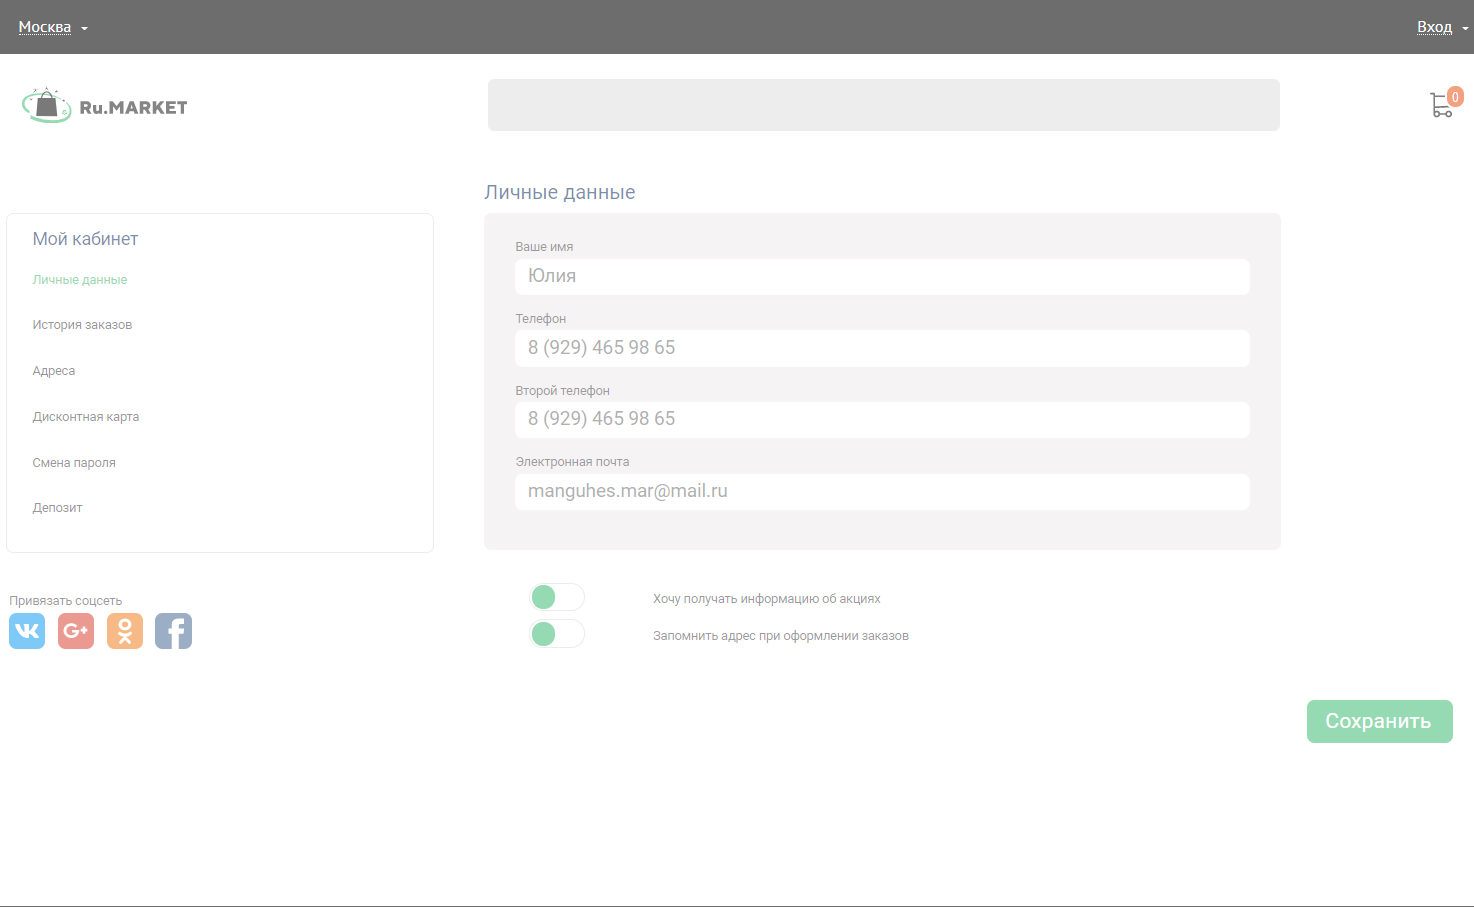 Москва
Вход
Ru.MARKET
0
Личные данные
Мой кабинет
Личные данные
История заказов
Адреса
Дисконтная карта
Смена пароля
Депозит
Ваше имя
Юлия
Телефон
8 (929) 465 98 65
Второй телефон
8 (929) 465 98 65
Электронная почта
manguhes.mar@mail.ru
Привязать соцсеть
Хочу получать информацию об акциях
Запомнить адрес при оформлении заказов
Сохранить